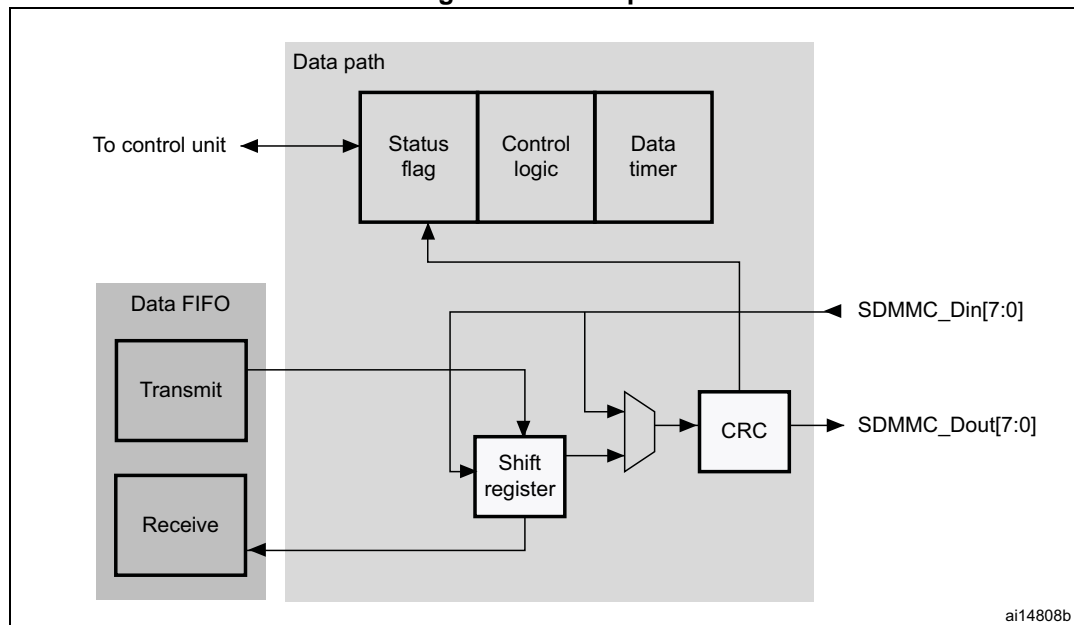 Data path
To control unit
Status
flag
Control
logic
Data
timer
Data FIFO
SDMMC_Din[7:0]
Transmit
CRC
SDMMC_Dout[7:0]
Shift
register
Receive
ai14808b